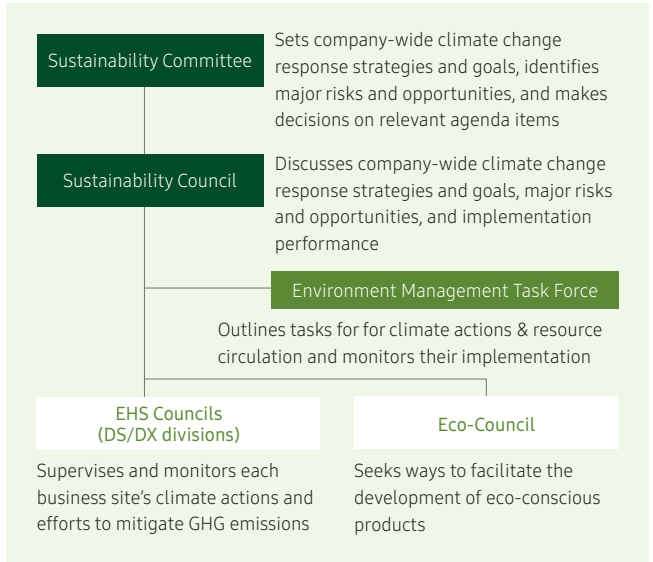 Sustainability Committee
Sets company-wide climate change
response strategies and goals, identifies
major risks and opportunities, and makes
decisions on relevant agenda items
Sustainability Council
Discusses company-wide climate change
response strategies and goals, major risks
and opportunities, and implementation
performance
Environment Management Task Force
Outlines tasks for for climate actions & resource
circulation and monitors their implementation
EHS Councils
(DS/DX divisions)
Supervises and monitors each
business site's climate actions and
efforts to mitigate GHG emissions
Eco-Council
Seeks ways to facilitate the
development of eco-conscious
products